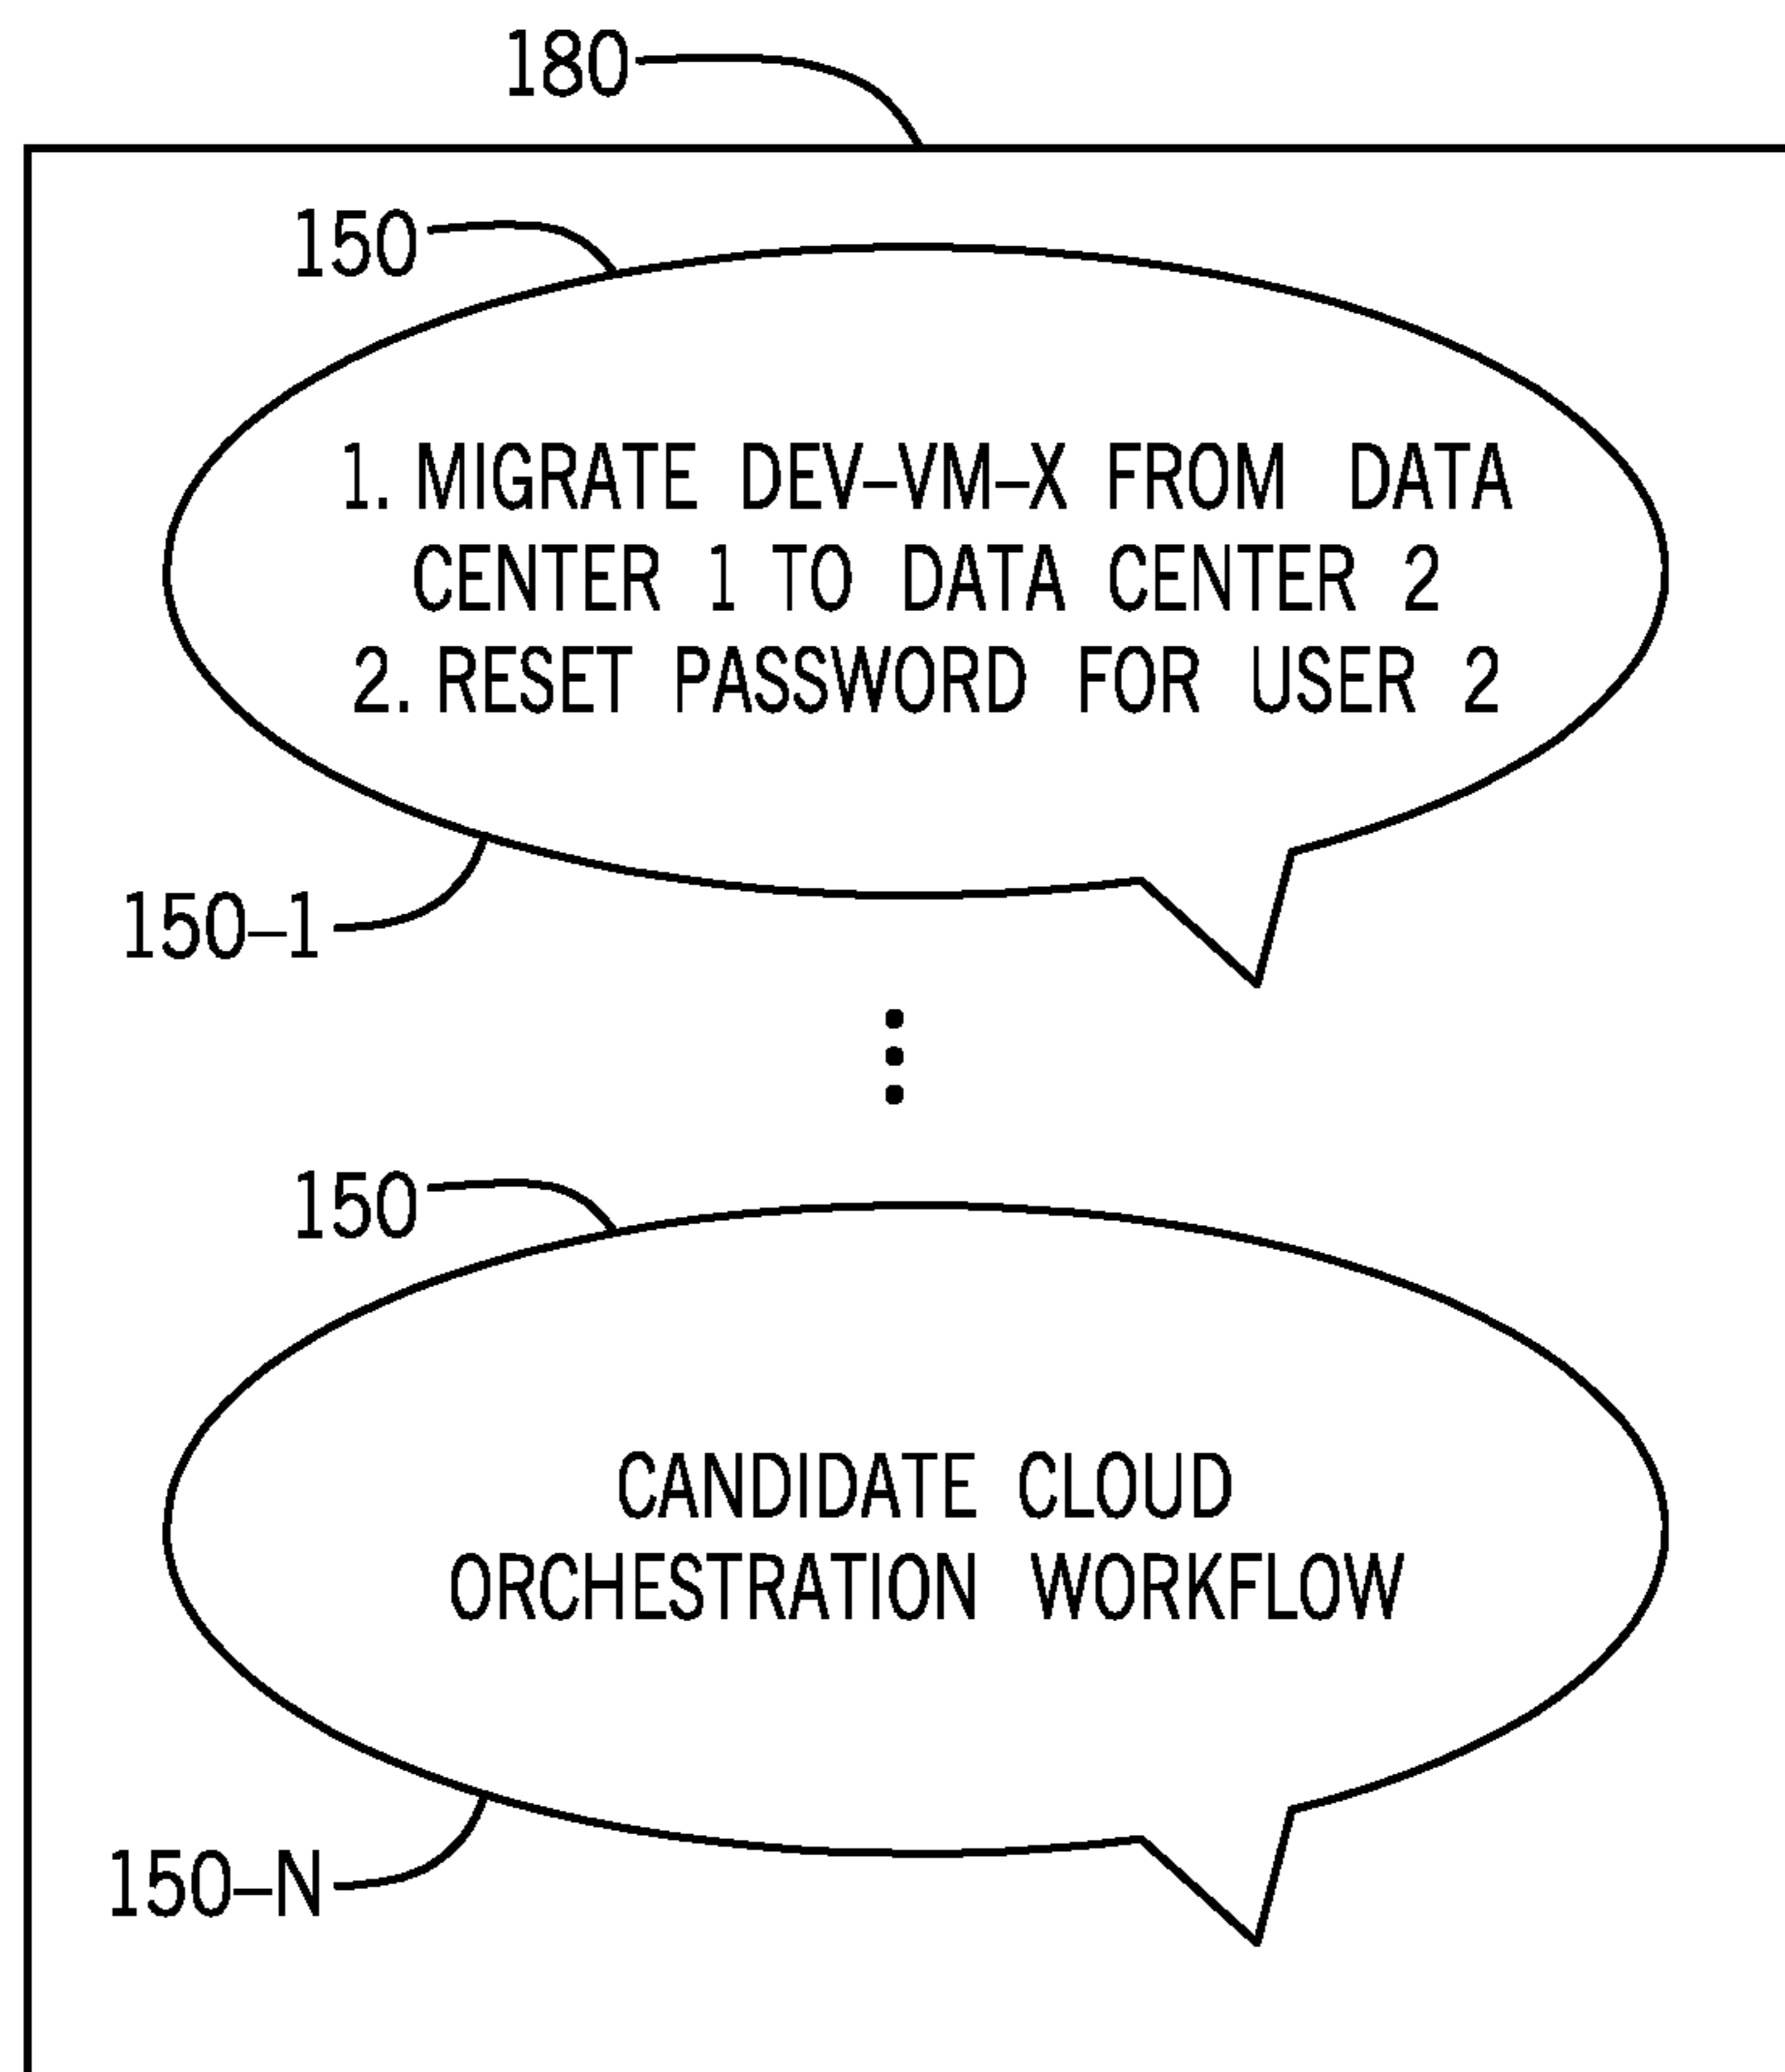 180
150
1. MIGRATE DEV–VM–X FROM DATA
CENTER 1 TO DATA CENTER 2
2. RESET PASSWORD FOR USER 2
150–1
150
CANDIDATE CLOUD
ORCHESTRATION WORKFLOW
150–N